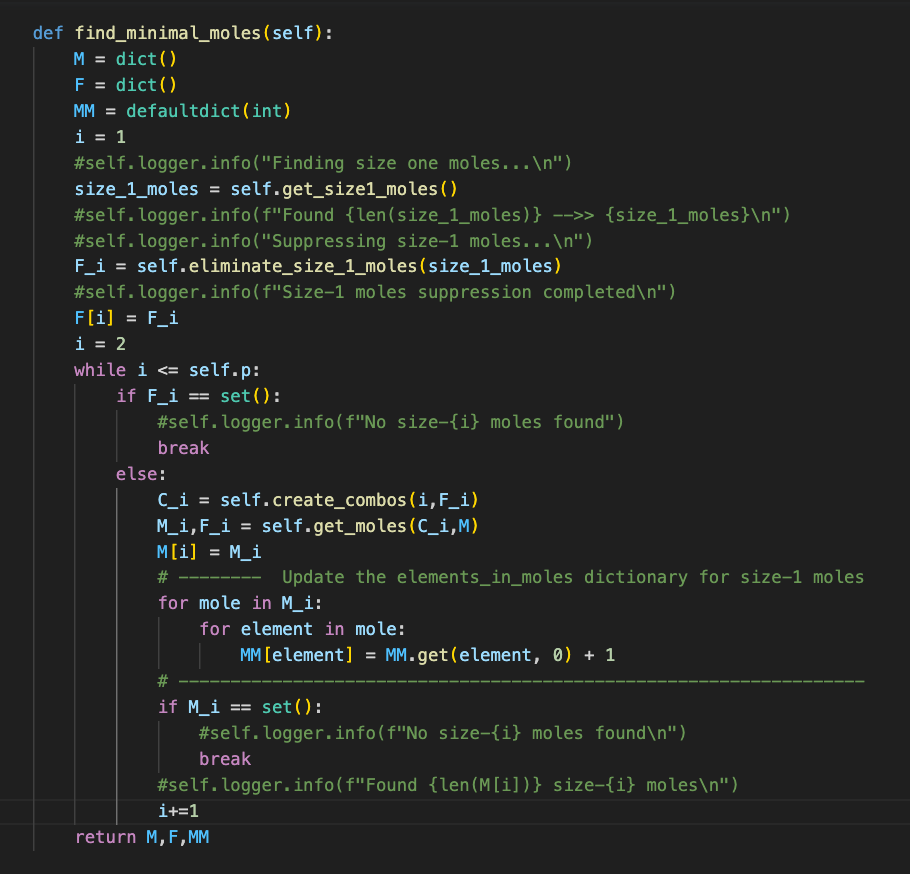 def find_minimal_moles(self):
    M = dict()
    F = dict()
    MM = defaultdict(int)
    i = 1
    #self.logger.info("Finding size one moles...\n")
    size_1_moles = self.get_size1_moles()
    #self.logger.info(f"Found {len(size_1_moles)} -->> {size_1_moles}\n")
    #self.logger.info("Suppressing size-1 moles...\n")
    F_i = self.eliminate_size_1_moles(size_1_moles)
    #self.logger.info(f"Size-1 moles suppression completed\n")
    F[i] = F_i
    i = 2
    while i <= self.p:
        if F_i == set():
            #self.logger.info(f"No size-{i} moles found")
            break
        else:
            C_i = self.create_combos(i,F_i)
            M_i,F_i = self.get_moles(C_i,M)
            M[i] = M_i
            # --------  Update the elements_in_moles dictionary for size-1 moles
            for mole in M_i:
                for element in mole:
                    MM[element] = MM.get(element, 0) + 1
            # ------------------------------------------------------------------
            if M_i == set():
                #self.logger.info(f"No size-{i} moles found\n")
                break
            #self.logger.info(f"Found {len(M[i])} size-{i} moles\n")
            i+=1
    return M,F,MM